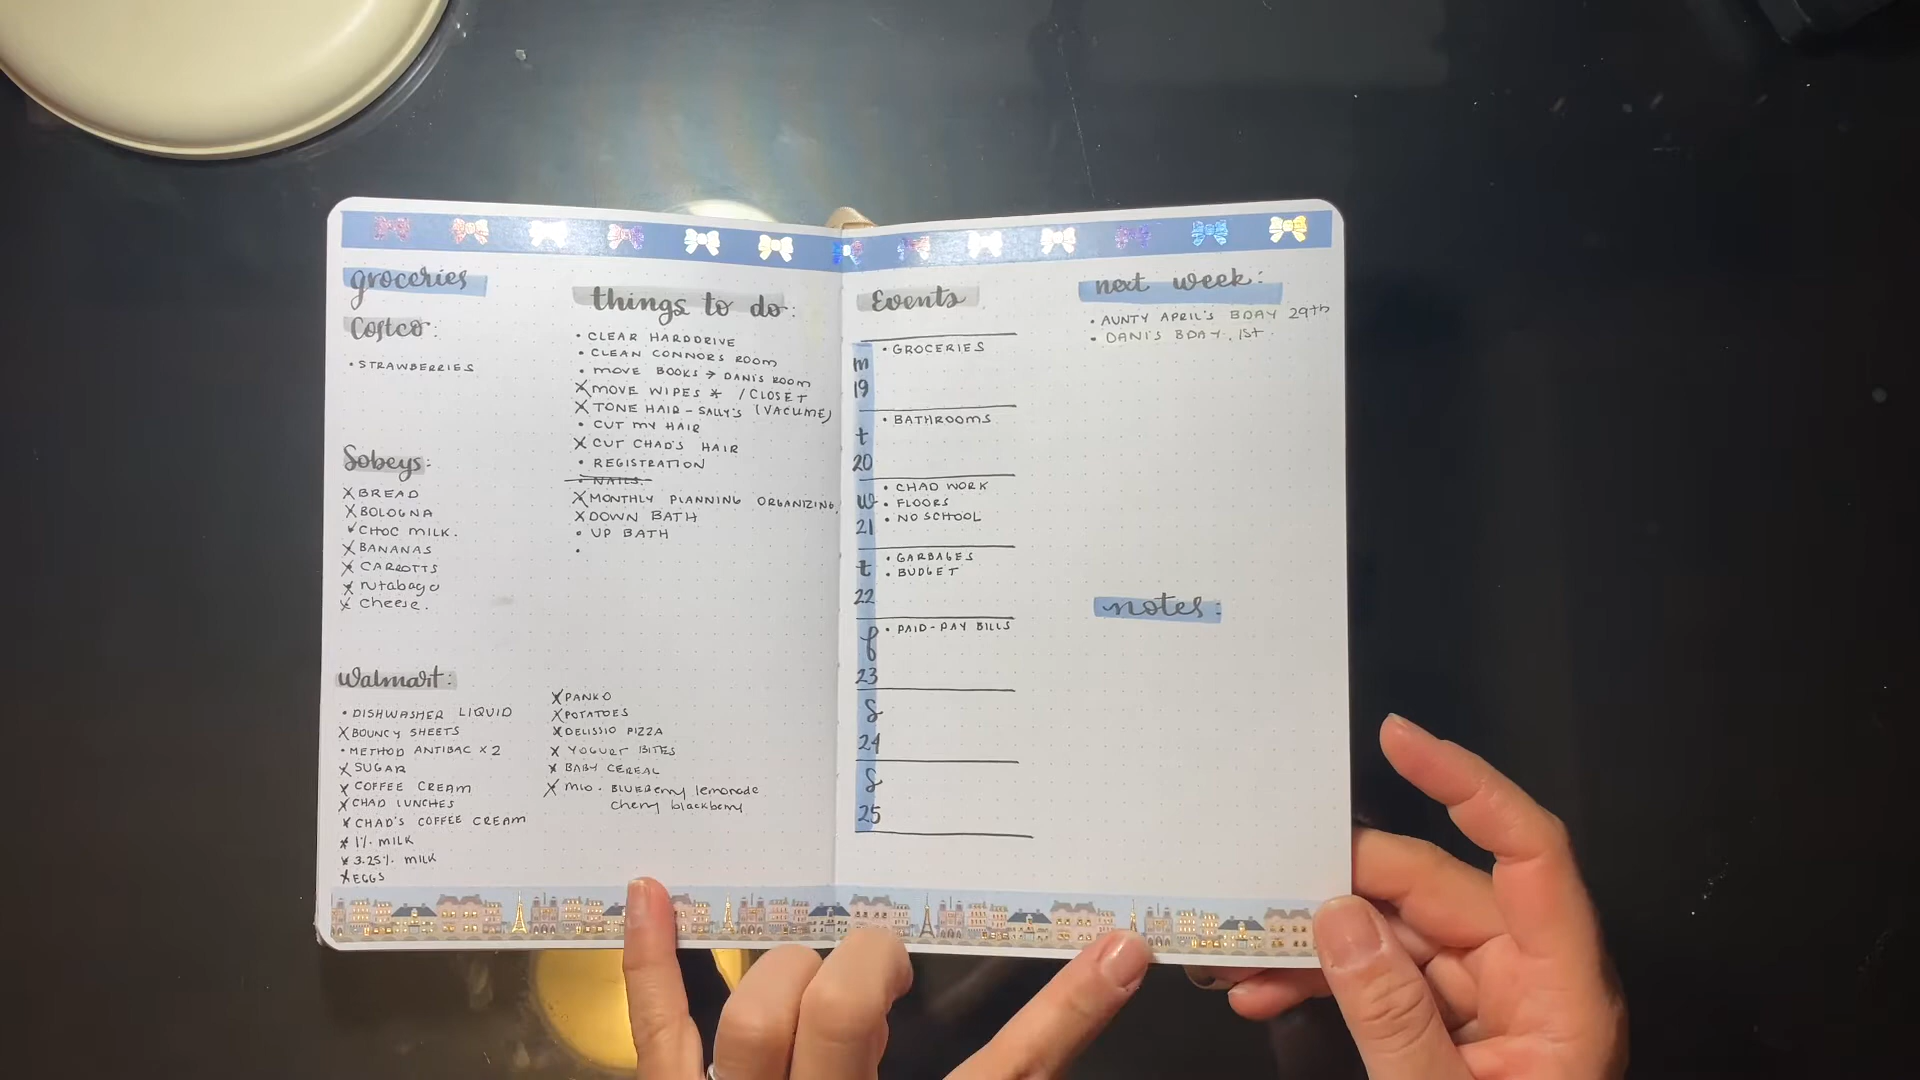 groceries
Costco:
• STRAWBERRIES
Sobeys:
X BREAD
X BOLOGNA
X CHOC MILK.
X BANANAS
X CARROTTS
X rutabaga
X cheese.
Walmart:
• DISHWASHER LIQUID
X BOUNCY SHEETS
• METHOD ANTIBAC x 2
X SUGAR
X COFFEE CREAM
X CHAD LUNCHES
X CHAD'S COFFEE CREAM
X 1% MILK
X 3.25% MILK
X EGGS
X PANKO
X POTATOES
X DELISSIO PIZZA
X YOGURT BITES
X BABY CEREAL
X MIO. BLUEBerry lemonade
cherry blackberry
things to do:
• CLEAR HARDDRIVE
• CLEAN CONNORS ROOM
• MOVE BOOKS → DANI'S ROOM
X MOVE WIPES * /CLOSET
X TONE HAIR - SALLY'S (VACUME)
• CUT MY HAIR
X CUT CHAD'S HAIR
• REGISTRATION
• NAILS.
X MONTHLY PLANNING ORGANIZING.
X DOWN BATH
• UP BATH
•
Events
m
19
• GROCERIES
t
20
• BATHROOMS
w
21
• CHAD WORK
• FLOORS
• NO SCHOOL
t
22
• GARBAGES
• BUDGET
f
23
• PAID - PAY BILLS
S
24
S
25
next week:
• AUNTY APRIL'S BDAY 29th
• DANI'S BDAY. 1st.
notes: